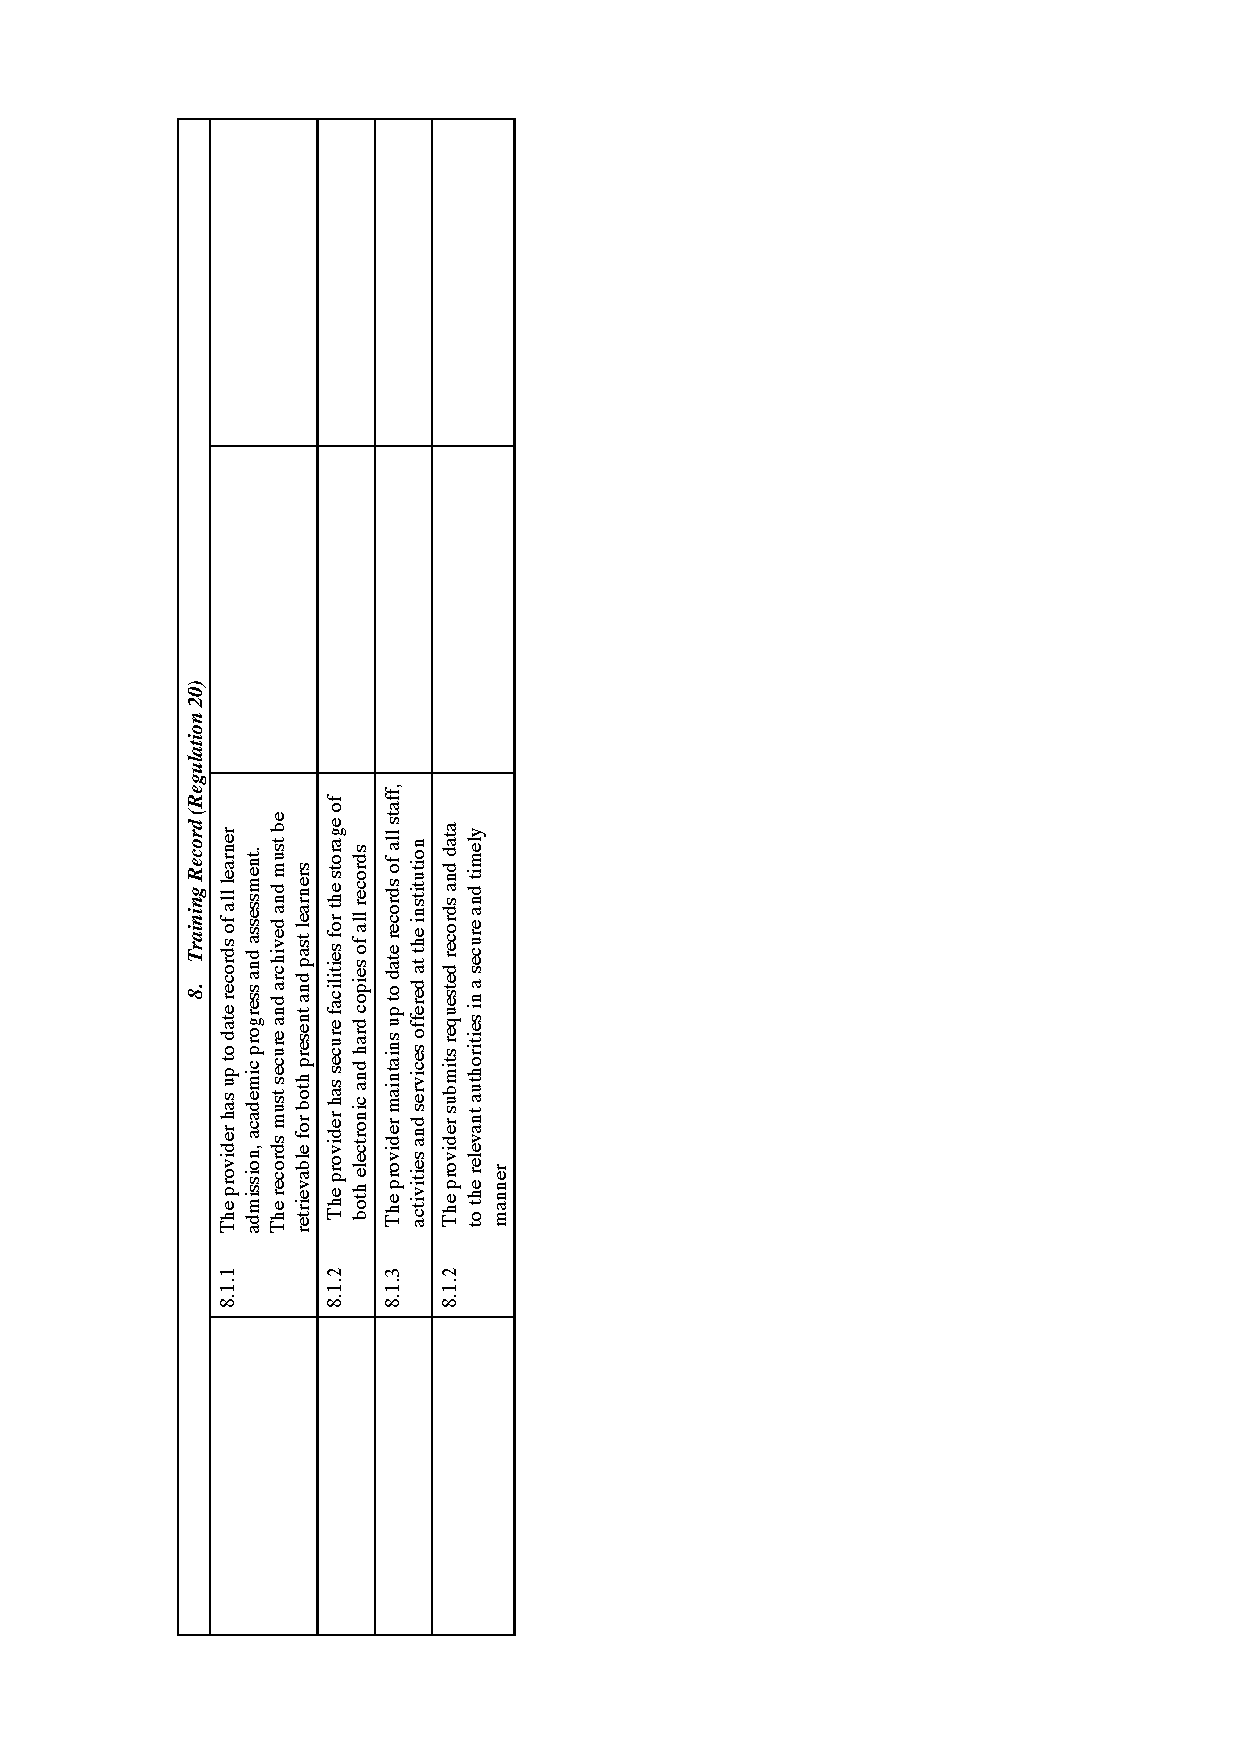 8. Training Record (Regulation 20)
8.1.1 The provider has up to date records of all learner
admission, academic progress and assessment.
The records must secure and archived and must be
retrievable for both present and past learners
8.1.2 The provider has secure facilities for the storage of
both electronic and hard copies of all records
8.1.3 The provider maintains up to date records of all staff,
activities and services offered at the institution
8.1.2 The provider submits requested records and data
to the relevant authorities in a secure and timely
manner